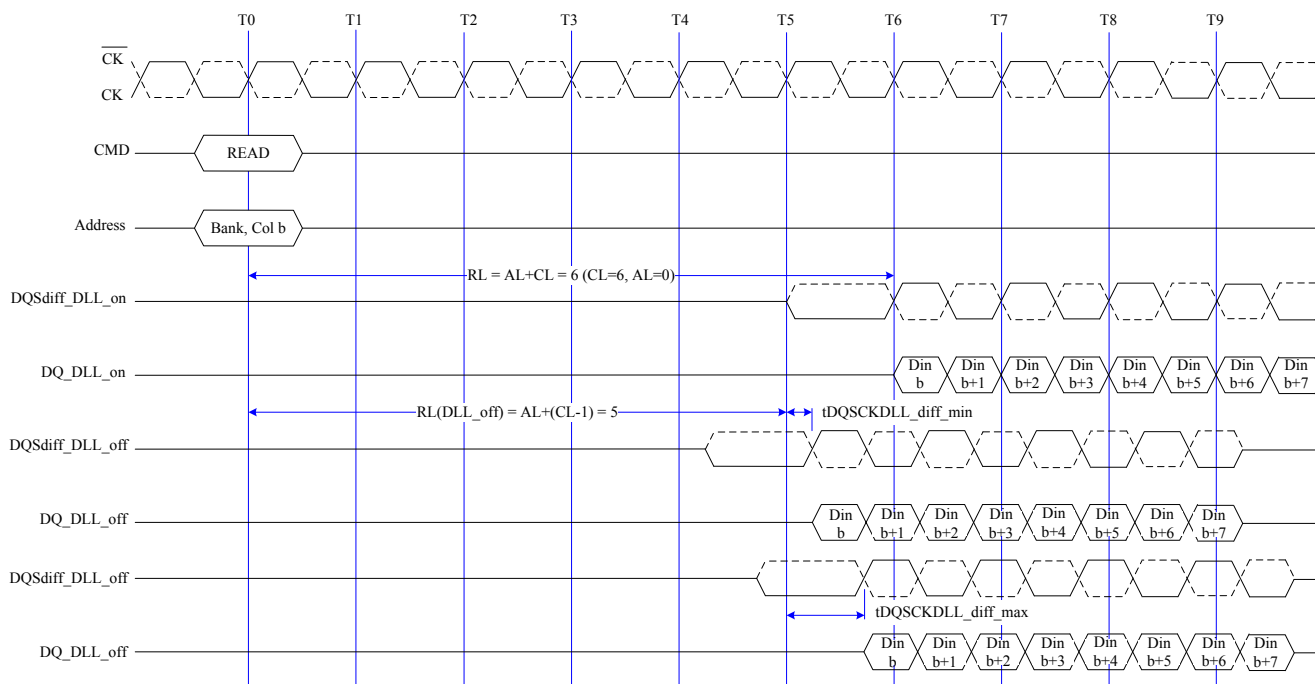 T0 T1 T2 T3 T4 T5 T6 T7 T8 T9
CK
CK
CMD READ
Address Bank, Col b
RL = AL+CL = 6 (CL=6, AL=0)
DQSdiff_DLL_on
DQ_DLL_on Din b Din b+1 Din b+2 Din b+3 Din b+4 Din b+5 Din b+6 Din b+7
RL(DLL_off) = AL+(CL-1) = 5 tDQSCKDLL_diff_min
DQSdiff_DLL_off
DQ_DLL_off Din b Din b+1 Din b+2 Din b+3 Din b+4 Din b+5 Din b+6 Din b+7
DQSdiff_DLL_off
tDQSCKDLL_diff_max
DQ_DLL_off Din b Din b+1 Din b+2 Din b+3 Din b+4 Din b+5 Din b+6 Din b+7